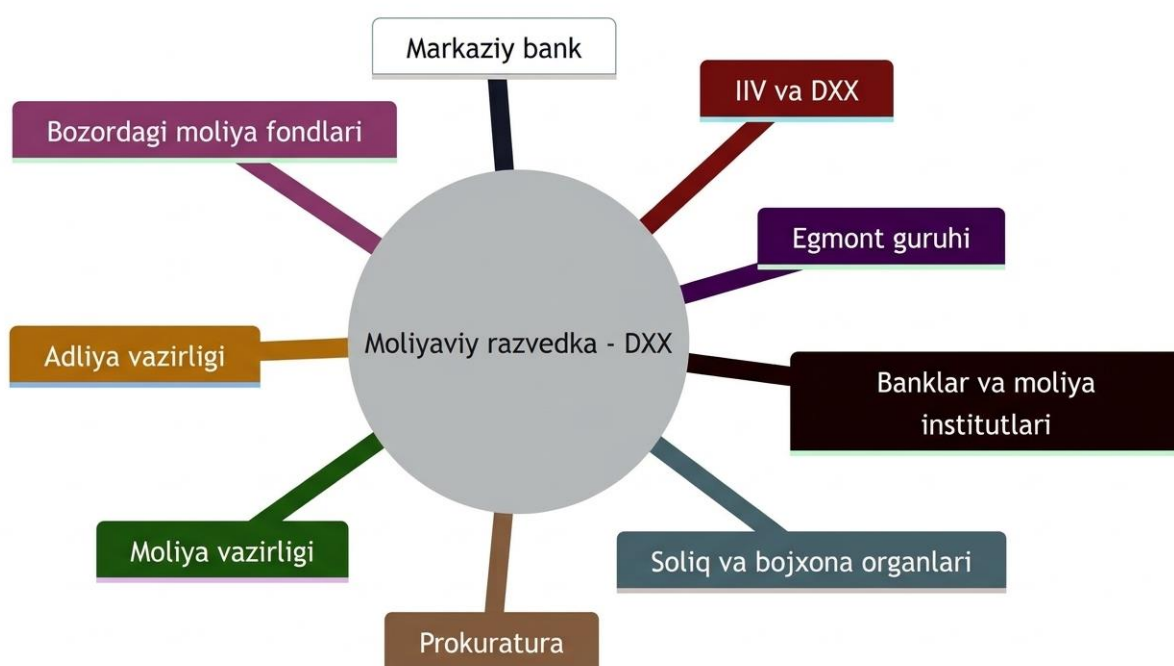 Markaziy bank
IIV va DXX
Bozordagi moliya fondlari
Egmont guruhi
Moliyaviy razvedka - DXX
Adliya vazirligi
Banklar va moliya
institutlari
Moliya vazirligi
Soliq va bojxona organlari
Prokuratura